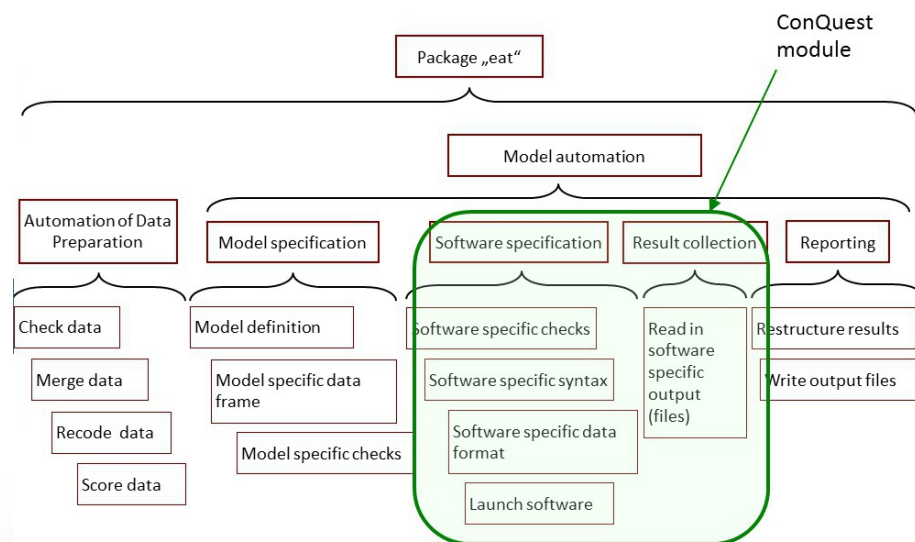 ConQuest
module
Package „eat“
Model automation
Automation of Data
Preparation
Model specification
Software specification
Result collection
Reporting
Check data
Merge data
Recode data
Score data
Model definition
Model specific data
frame
Model specific checks
Software specific checks
Software specific syntax
Software specific data
format
Launch software
Read in
software
specific
output
(files)
Restructure results
Write output files